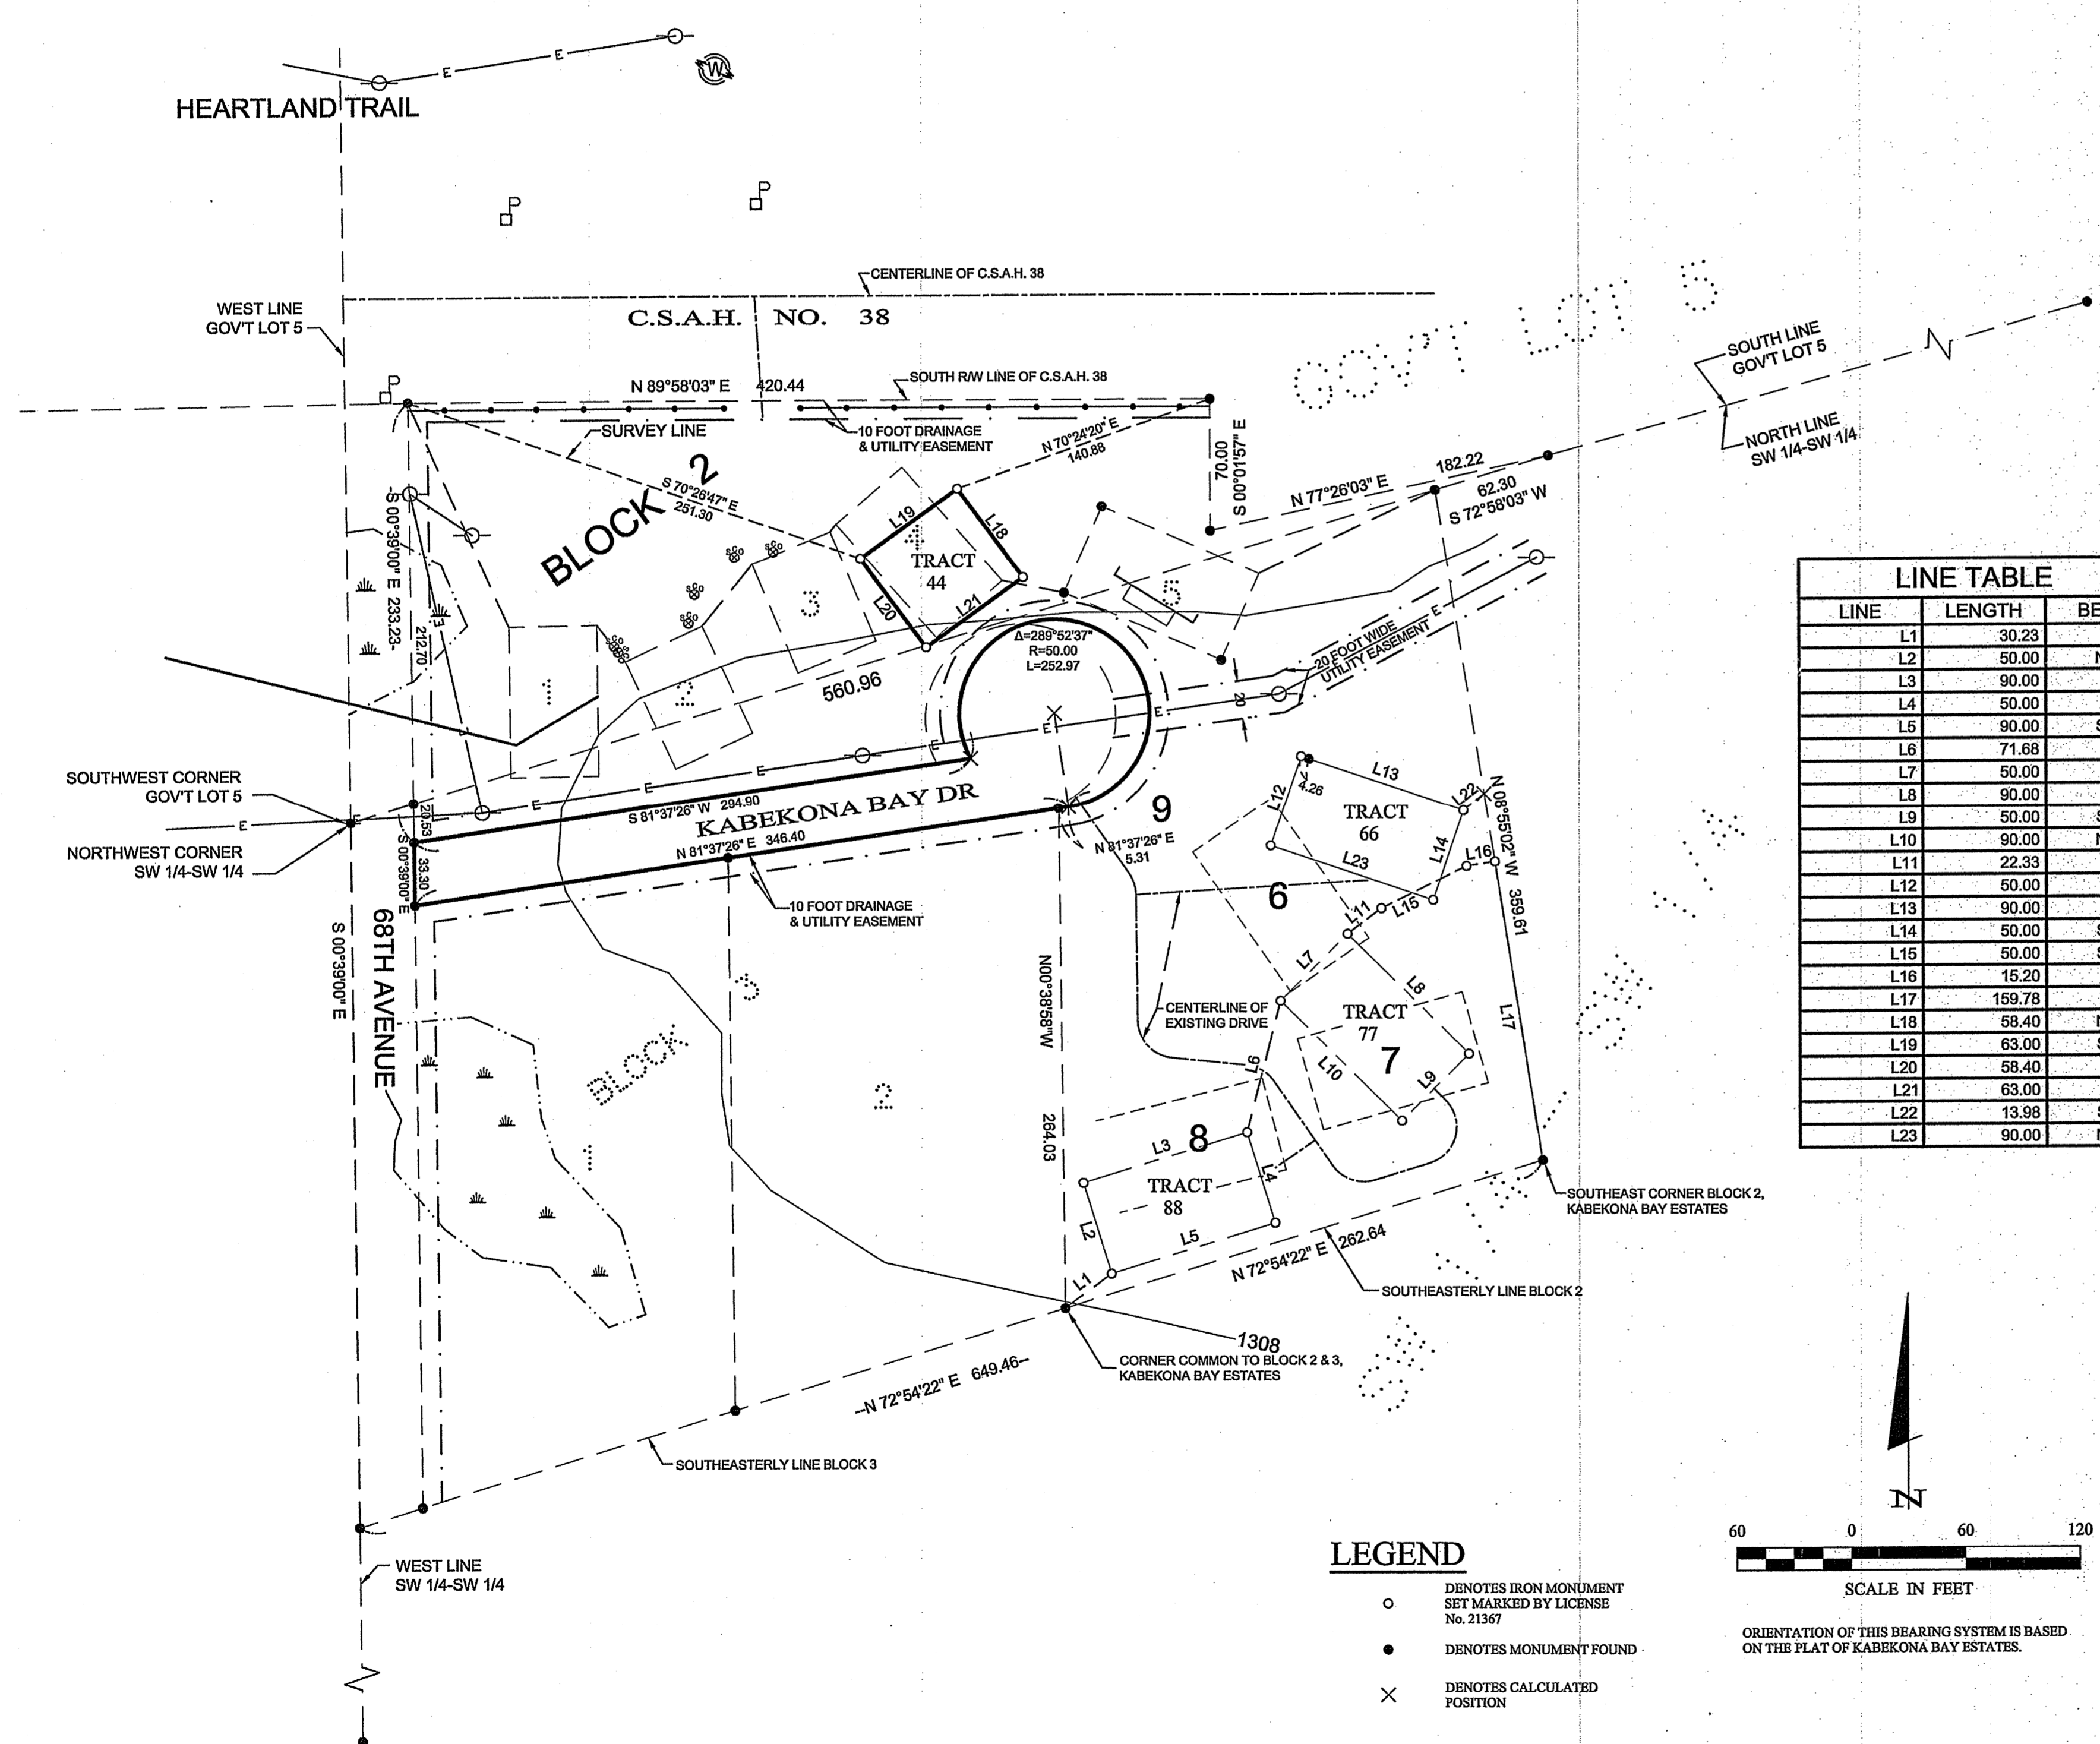 HEARTLAND TRAIL
E
E
W
P
P
P
CENTERLINE OF C.S.A.H. 38
WEST LINE
GOV'T LOT 5
C.S.A.H. NO. 38
GOV'T LOT 5
SOUTH LINE
GOV'T LOT 5
NORTH LINE
SW 1/4-SW 1/4
N 89°58'03" E 420.44
SOUTH R/W LINE OF C.S.A.H. 38
10 FOOT DRAINAGE
& UTILITY EASEMENT
SURVEY LINE
N 70°24'20" E
140.88
70.00
S 00°01'57" E
182.22
N 77°26'03" E
62.30
S 72°58'03" W
BLOCK 2
S 70°26'47" E
251.30
S 00°39'00" E 233.23
212.70
L19
L18
4
TRACT
44
L20
L21
3
5
1
2
560.96
Δ=289°52'37"
R=50.00
L=252.97
20 FOOT WIDE
UTILITY EASEMENT
E
20
E
E
E
E
E
E
E
SOUTHWEST CORNER
GOV'T LOT 5
NORTHWEST CORNER
SW 1/4-SW 1/4
20.53
33.30
S 00°39'00" E
S 81°37'26" W 294.90
KABEKONA BAY DR
N 81°37'26" E 346.40
N 81°37'26" E
5.31
9
10 FOOT DRAINAGE
& UTILITY EASEMENT
L13
4.26
L12
TRACT
66
L22
L14
L23
L16
N 08°55'02" W 359.61
6
L11
L15
L7
L8
L17
68TH AVENUE
S 00°39'00" E
N00°38'58"W
264.03
3
BLOCK
1
2
CENTERLINE OF
EXISTING DRIVE
TRACT
77
7
L6
L10
L9
L3
8
L4
TRACT
88
L2
L5
L1
N 72°54'22" E 262.64
SOUTHEAST CORNER BLOCK 2,
KABEKONA BAY ESTATES
SOUTHEASTERLY LINE BLOCK 2
1308
CORNER COMMON TO BLOCK 2 & 3,
KABEKONA BAY ESTATES
--N 72°54'22" E 649.46--
SOUTHEASTERLY LINE BLOCK 3
WEST LINE
SW 1/4-SW 1/4
LINE TABLE
LINE LENGTH BE
L1 30.23
L2 50.00 N
L3 90.00
L4 50.00
L5 90.00 S
L6 71.68
L7 50.00
L8 90.00
L9 50.00 S
L10 90.00 N
L11 22.33
L12 50.00
L13 90.00
L14 50.00 S
L15 50.00 S
L16 15.20
L17 159.78
L18 58.40 N
L19 63.00 S
L20 58.40
L21 63.00
L22 13.98 S
L23 90.00 N
N
60 0 60 120
SCALE IN FEET
ORIENTATION OF THIS BEARING SYSTEM IS BASED
ON THE PLAT OF KABEKONA BAY ESTATES.
LEGEND
DENOTES IRON MONUMENT
SET MARKED BY LICENSE
No. 21367
DENOTES MONUMENT FOUND
DENOTES CALCULATED
POSITION